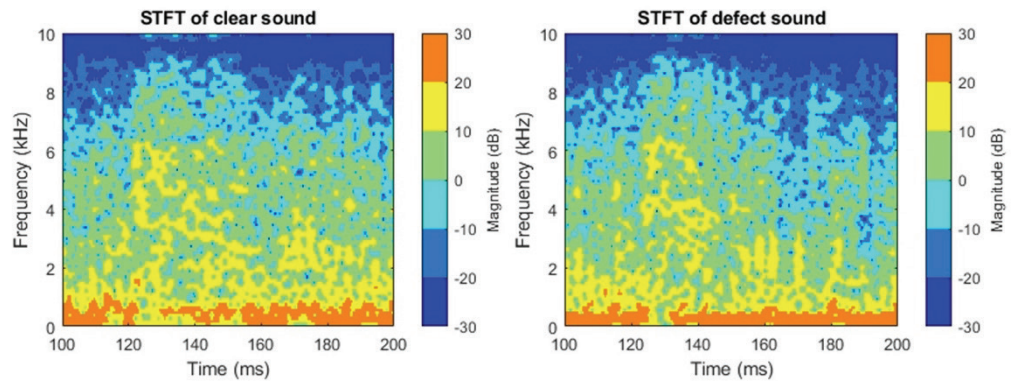 STFT of clear sound
10
8
6
4
2
0
Frequency (kHz)
100 120 140 160 180 200
Time (ms)
30
20
10
0
-10
-20
-30
Magnitude (dB)
STFT of defect sound
10
8
6
4
2
0
Frequency (kHz)
100 120 140 160 180 200
Time (ms)
30
20
10
0
-10
-20
-30
Magnitude (dB)